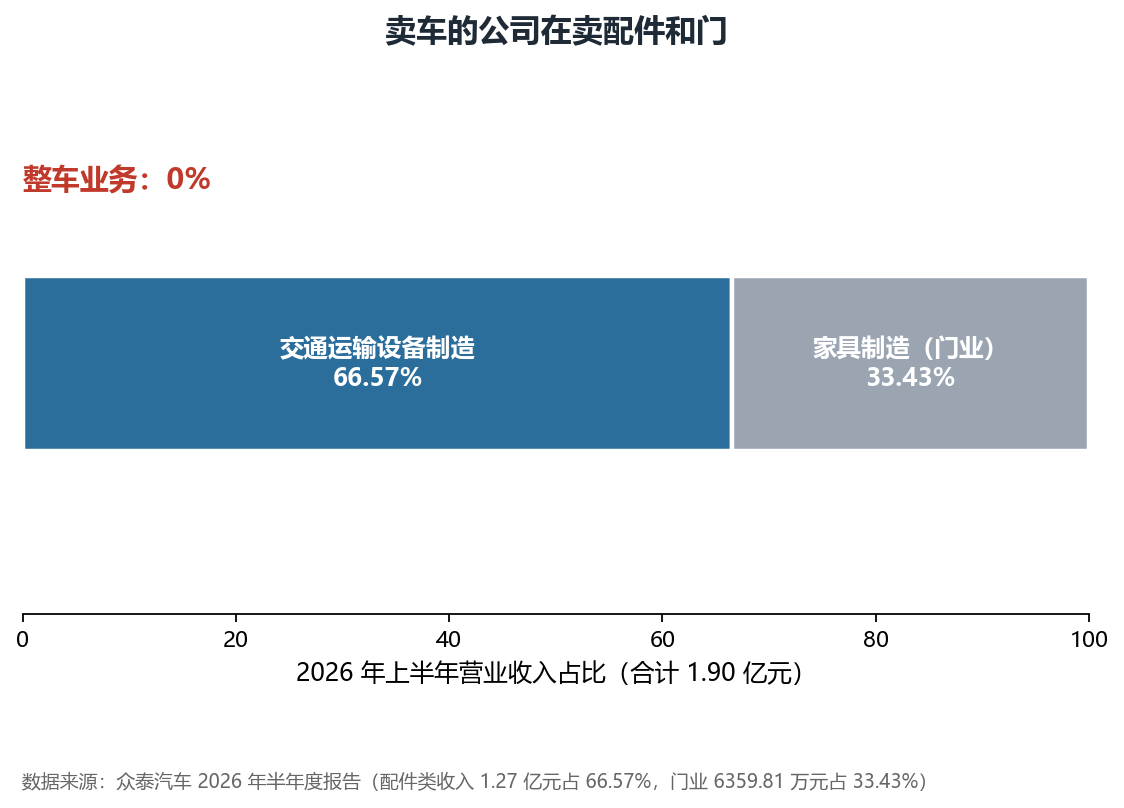 卖车的公司在卖配件和门
整车业务：0%
交通运输设备制造
66.57%
家具制造（门业）
33.43%
0 20 40 60 80 100
2026 年上半年营业收入占比（合计 1.90 亿元）
数据来源：众泰汽车 2026 年半年度报告（配件类收入 1.27 亿元占 66.57%，门业 6359.81 万元占 33.43%）